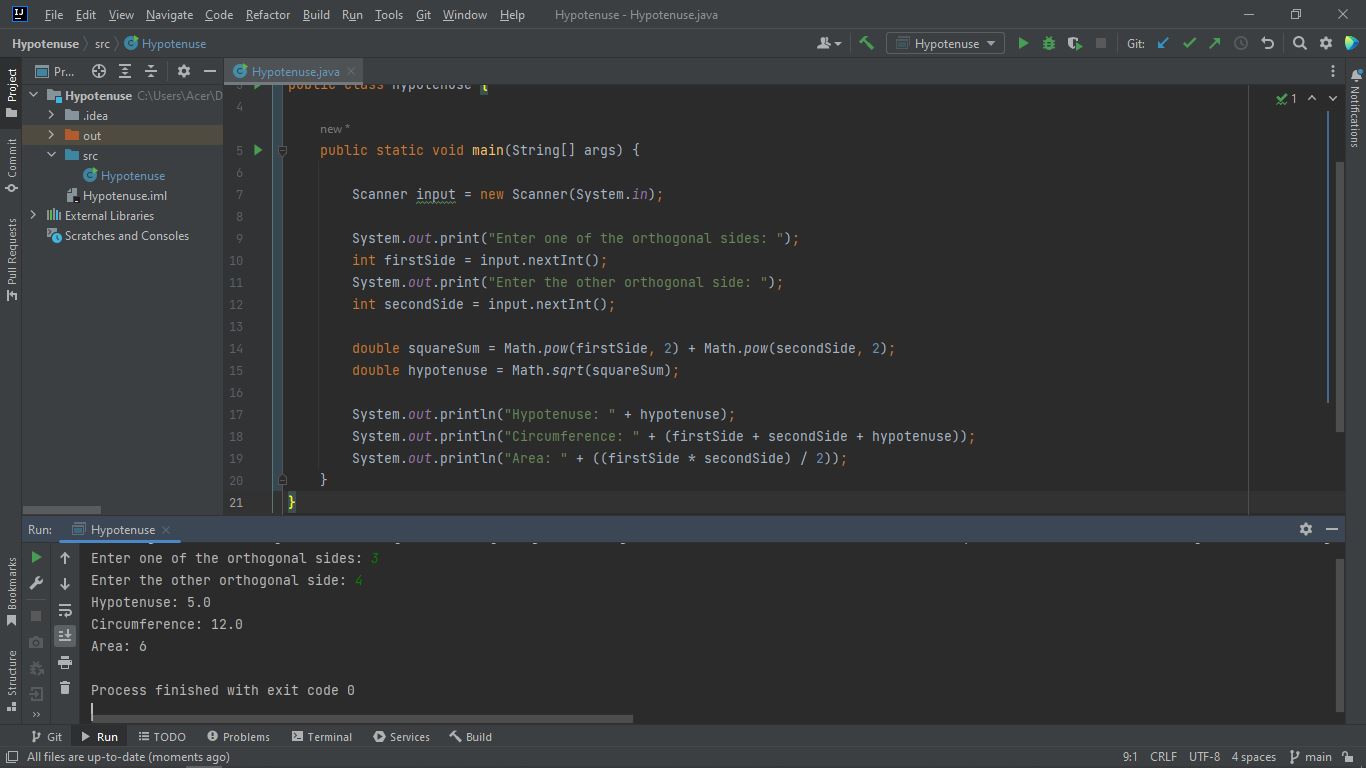 File Edit View Navigate Code Refactor Build Run Tools Git Window Help Hypotenuse - Hypotenuse.java
Hypotenuse src Hypotenuse
Hypotenuse
Git:
Project
Commit
Pull Requests
Bookmarks
Structure
Pr...
Hypotenuse C:\Users\Acer\D
.idea
out
src
Hypotenuse
Hypotenuse.iml
External Libraries
Scratches and Consoles
Hypotenuse.java
1
Notifications
3 public class Hypotenuse {
4
new *
5 public static void main(String[] args) {
6
7 Scanner input = new Scanner(System.in);
8
9 System.out.print("Enter one of the orthogonal sides: ");
10 int firstSide = input.nextInt();
11 System.out.print("Enter the other orthogonal side: ");
12 int secondSide = input.nextInt();
13
14 double squareSum = Math.pow(firstSide, 2) + Math.pow(secondSide, 2);
15 double hypotenuse = Math.sqrt(squareSum);
16
17 System.out.println("Hypotenuse: " + hypotenuse);
18 System.out.println("Circumference: " + (firstSide + secondSide + hypotenuse));
19 System.out.println("Area: " + ((firstSide * secondSide) / 2));
20 }
21 }
Run: Hypotenuse
Enter one of the orthogonal sides: 3
Enter the other orthogonal side: 4
Hypotenuse: 5.0
Circumference: 12.0
Area: 6
Process finished with exit code 0
Git Run TODO Problems Terminal Services Build
All files are up-to-date (moments ago) 9:1 CRLF UTF-8 4 spaces main